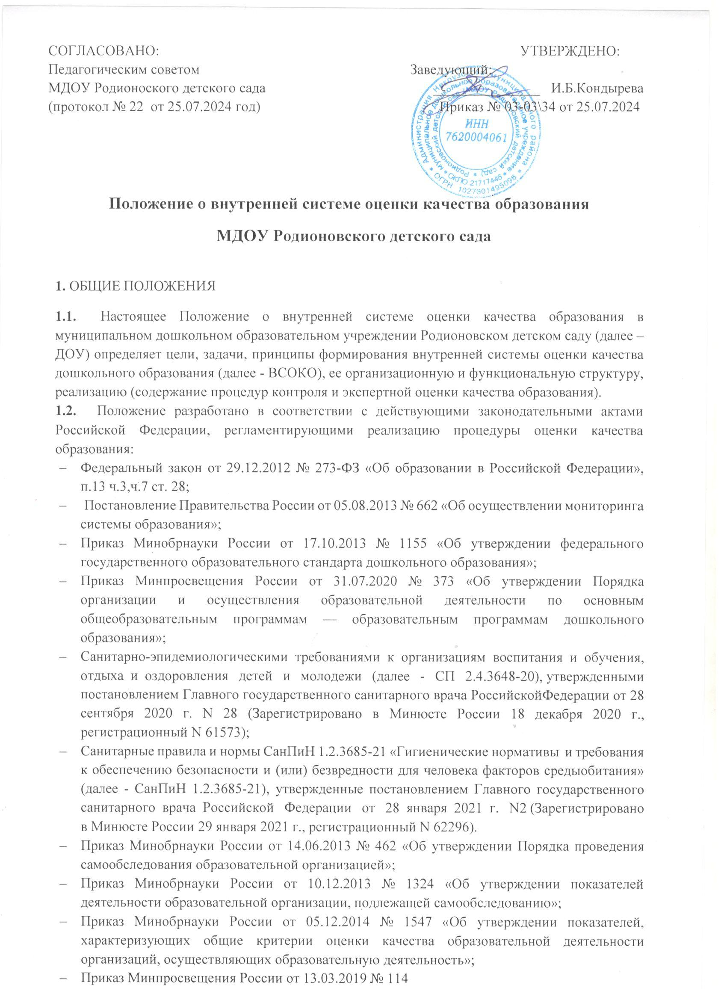 СОГЛАСОВАНО: УТВЕРЖДЕНО:
Педагогическим советом Заведующий:
МДОУ Родионоского детского сада И.Б.Кондырева
(протокол № 22 от 25.07.2024 год) Приказ № 03-03\34 от 25.07.2024
Администрация Некоузского муниципального района
Муниципальное дошкольное образовательное учреждение
Родионовский детский сад (МДОУ Родионовский детский сад)
ИНН
7620004061
ОКПО 21717446
ОГРН 1027601495096
Положение о внутренней системе оценки качества образования
МДОУ Родионовского детского сада
1. ОБЩИЕ ПОЛОЖЕНИЯ
1.1. Настоящее Положение о внутренней системе оценки качества образования в
муниципальном дошкольном образовательном учреждении Родионовском детском саду (далее –
ДОУ) определяет цели, задачи, принципы формирования внутренней системы оценки качества
дошкольного образования (далее - ВСОКО), ее организационную и функциональную структуру,
реализацию (содержание процедур контроля и экспертной оценки качества образования).
1.2. Положение разработано в соответствии с действующими законодательными актами
Российской Федерации, регламентирующими реализацию процедуры оценки качества
образования:
– Федеральный закон от 29.12.2012 № 273-ФЗ «Об образовании в Российской Федерации»,
п.13 ч.3,ч.7 ст. 28;
– Постановление Правительства России от 05.08.2013 № 662 «Об осуществлении мониторинга
системы образования»;
– Приказ Минобрнауки России от 17.10.2013 № 1155 «Об утверждении федерального
государственного образовательного стандарта дошкольного образования»;
– Приказ Минпросвещения России от 31.07.2020 № 373 «Об утверждении Порядка
организации и осуществления образовательной деятельности по основным
общеобразовательным программам — образовательным программам дошкольного
образования»;
– Санитарно-эпидемиологическими требованиями к организациям воспитания и обучения,
отдыха и оздоровления детей и молодежи (далее - СП 2.4.3648-20), утвержденными
постановлением Главного государственного санитарного врача РоссийскойФедерации от 28
сентября 2020 г. N 28 (Зарегистрировано в Минюсте России 18 декабря 2020 г.,
регистрационный N 61573);
– Санитарные правила и нормы СанПиН 1.2.3685-21 «Гигиенические нормативы и требования
к обеспечению безопасности и (или) безвредности для человека факторов средыобитания»
(далее - СанПиН 1.2.3685-21), утвержденные постановлением Главного государственного
санитарного врача Российской Федерации от 28 января 2021 г. N2 (Зарегистрировано
в Минюсте России 29 января 2021 г., регистрационный N 62296).
– Приказ Минобрнауки России от 14.06.2013 № 462 «Об утверждении Порядка проведения
самообследования образовательной организацией»;
– Приказ Минобрнауки России от 10.12.2013 № 1324 «Об утверждении показателей
деятельности образовательной организации, подлежащей самообследованию»;
– Приказ Минобрнауки России от 05.12.2014 № 1547 «Об утверждении показателей,
характеризующих общие критерии оценки качества образовательной деятельности
организаций, осуществляющих образовательную деятельность»;
– Приказ Минпросвещения России от 13.03.2019 № 114